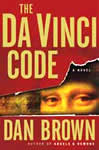 THE
DA VINCI
CODE
A NOVEL
DAN BROWN
AUTHOR OF ANGELS & DEMONS